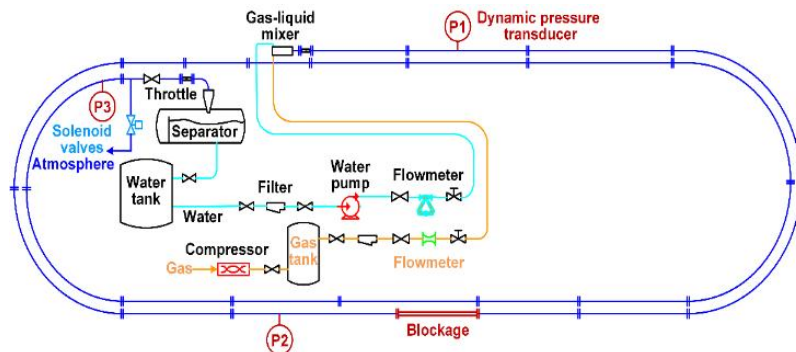 Gas-liquid
mixer
P1
Dynamic pressure
transducer
P3
Throttle
Solenoid
valves
Atmosphere
Separator
Water
tank
Water
Filter
Water
pump
Flowmeter
Compressor
Gas
Gas
tank
Flowmeter
P2
Blockage